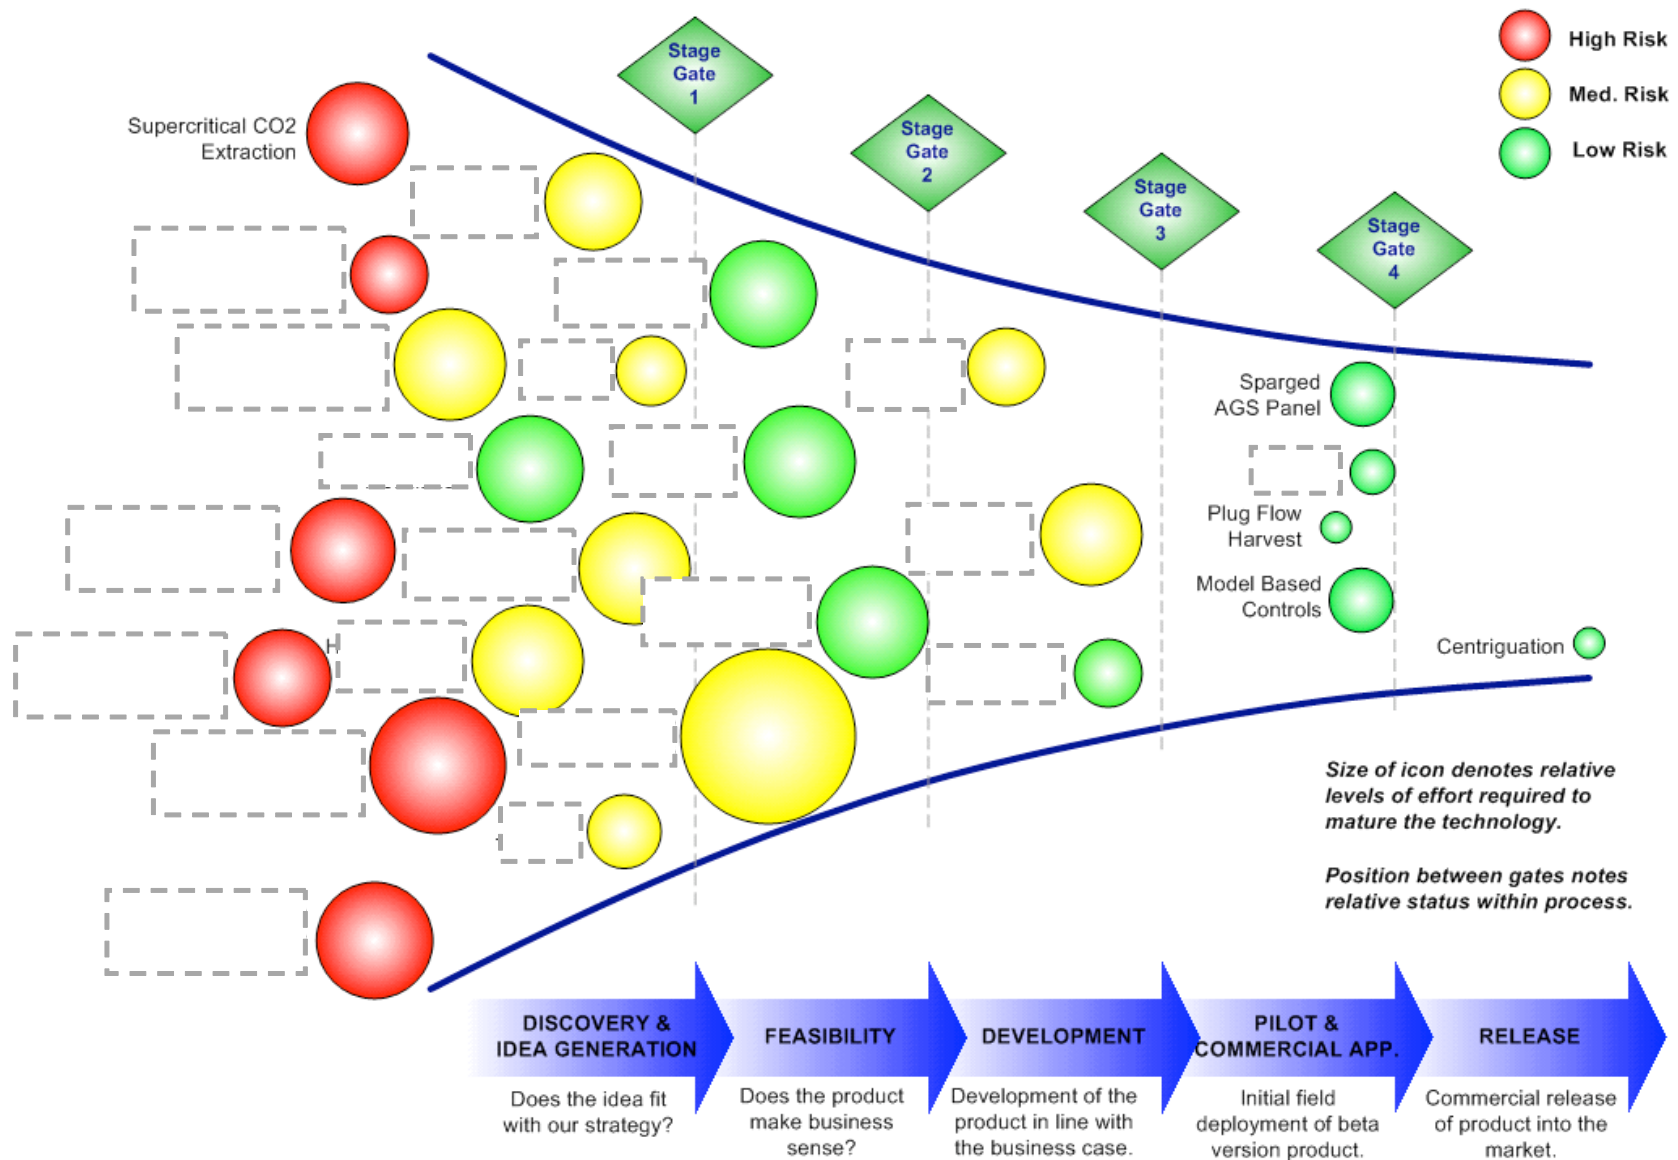 Stage
Gate
1
Stage
Gate
2
Stage
Gate
3
Stage
Gate
4
High Risk
Med. Risk
Low Risk
Supercritical CO2
Extraction
H
Sparged
AGS Panel
Plug Flow
Harvest
Model Based
Controls
Centriguation
Size of icon denotes relative
levels of effort required to
mature the technology.
Position between gates notes
relative status within process.
DISCOVERY &
IDEA GENERATION
FEASIBILITY
DEVELOPMENT
PILOT &
COMMERCIAL APP.
RELEASE
Does the idea fit
with our strategy?
Does the product
make business
sense?
Development of the
product in line with
the business case.
Initial field
deployment of beta
version product.
Commercial release
of product into the
market.